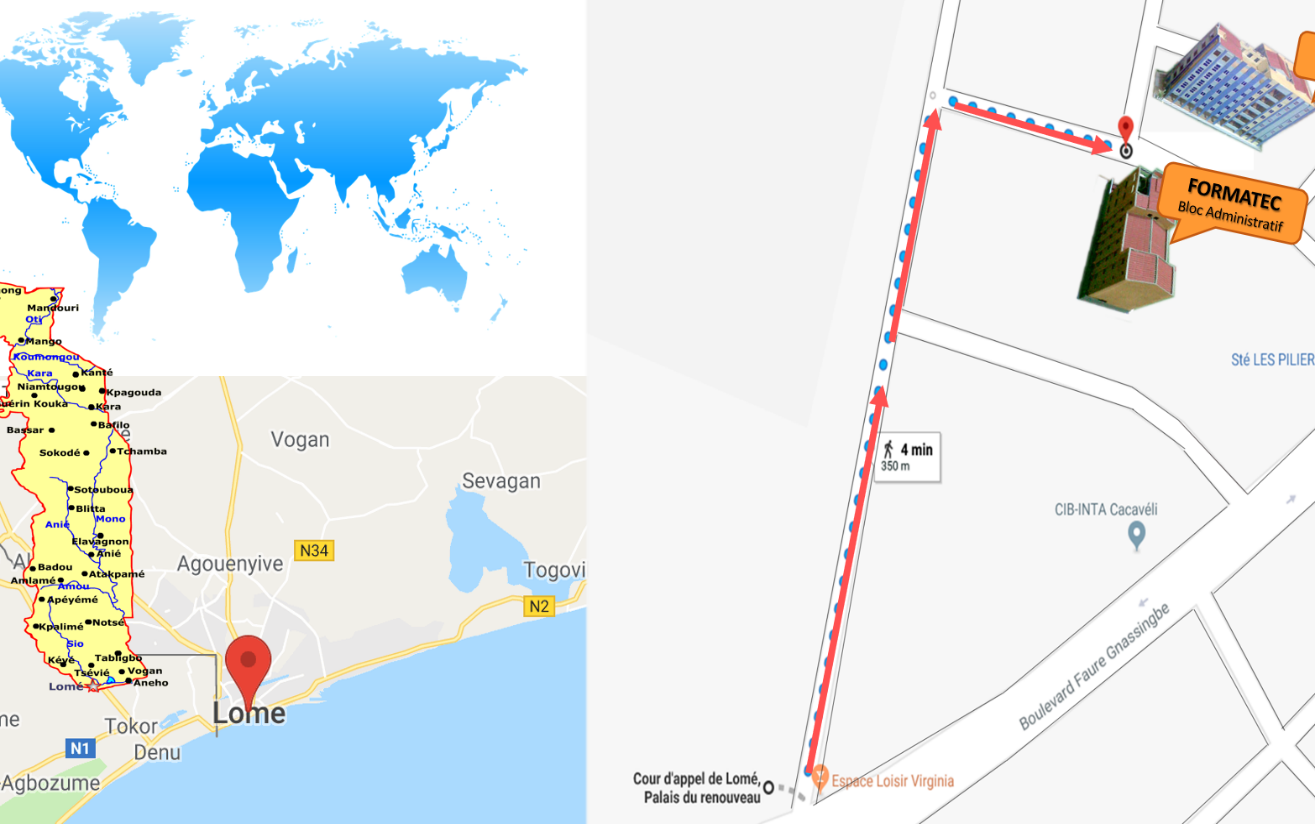 Mandouri
Oti
Mango
Koumongou
Kara
Kanté
Niamtougou
Kpagouda
Kara
Bassar
Bafilo
Sokodé
Tchamba
Sotouboua
Blitta
Anié
Mono
Elavagnon
Anié
Badou
Atakpamé
Amlamé
Amou
Apéyémé
Kpalimé
Notsé
Sio
Kévé
Tabligbo
Tsévié
Vogan
Lomé
Aneho
Vogan
Sevagan
N34
Agouenyive
Togovi
N2
Lome
Tokor
N1
Denu
Agbozume
FORMATEC
Bloc Administratif
Sté LES PILIER
4 min
350 m
CIB-INTA Cacavéli
Boulevard Faure Gnassingbe
Cour d'appel de Lomé,
Palais du renouveau
Espace Loisir Virginia